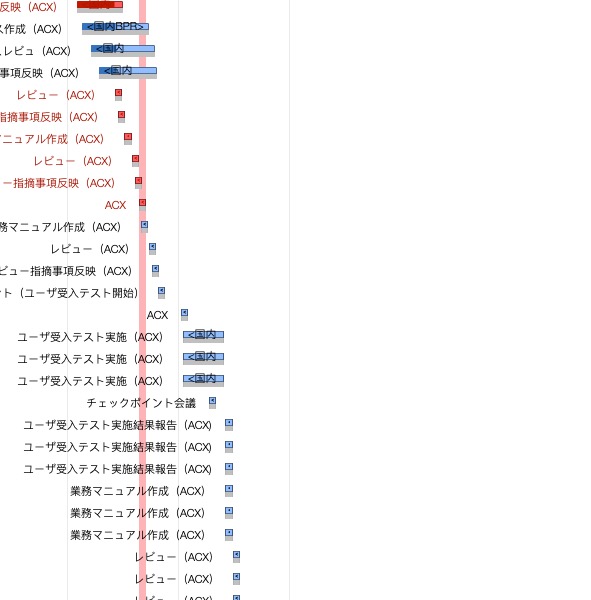 反映（ACX）
ス作成（ACX） <国内BPR>
レビュ（ACX） <国内
事項反映（ACX） <国内
レビュー（ACX）
指摘事項反映（ACX）
ニュアル作成（ACX）
レビュー（ACX）
ー指摘事項反映（ACX）
ACX
務マニュアル作成（ACX）
レビュー（ACX）
ビュー指摘事項反映（ACX）
ント（ユーザ受入テスト開始）
ACX
ユーザ受入テスト実施（ACX） <国内
ユーザ受入テスト実施（ACX） <国内
ユーザ受入テスト実施（ACX） <国内
チェックポイント会議
ユーザ受入テスト実施結果報告（ACX）
ユーザ受入テスト実施結果報告（ACX）
ユーザ受入テスト実施結果報告（ACX）
業務マニュアル作成（ACX）
業務マニュアル作成（ACX）
業務マニュアル作成（ACX）
レビュー（ACX）
レビュー（ACX）